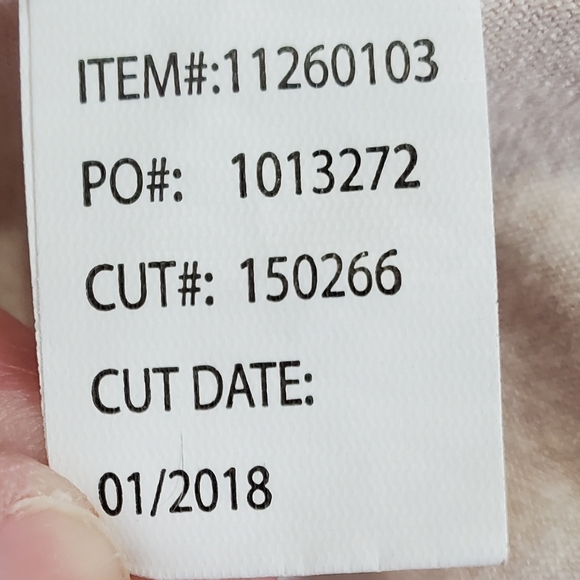 ITEM#:11260103
PO#: 1013272
CUT#: 150266
CUT DATE:
01/2018